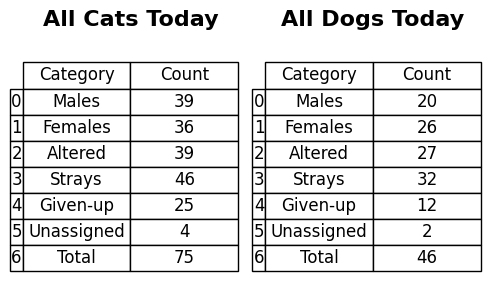 All Cats Today
Category Count
0 Males 39
1 Females 36
2 Altered 39
3 Strays 46
4 Given-up 25
5 Unassigned 4
6 Total 75
All Dogs Today
Category Count
0 Males 20
1 Females 26
2 Altered 27
3 Strays 32
4 Given-up 12
5 Unassigned 2
6 Total 46